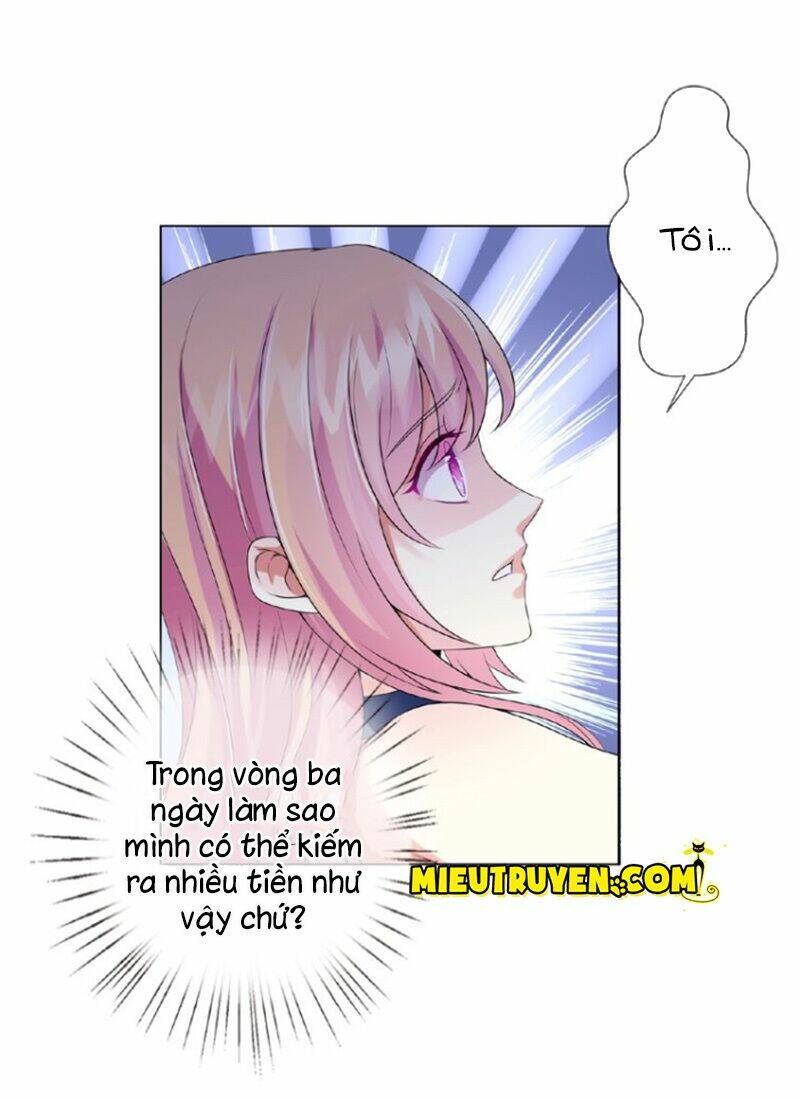 Tôi...
Trong vòng ba
ngày làm sao
mình có thể kiếm
ra nhiều tiền như
vậy chứ?
MIEUTRUYEN.COM